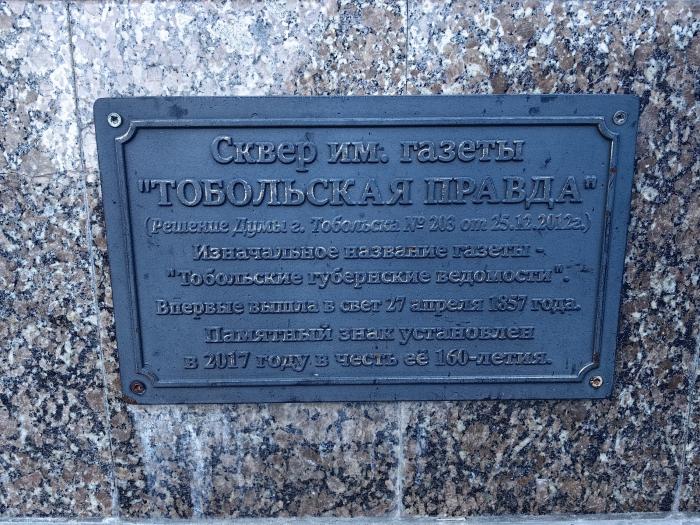 Сквер им. газеты
"ТОБОЛЬСКАЯ ПРАВДА"
(Решение Думы г. Тобольска № 203 от 25.12.2012г.)
Изначальное название газеты -
"Тобольские губернские ведомости".
Впервые вышла в свет 27 апреля 1857 года.
Памятный знак установлен
в 2017 году в честь её 160-летия.